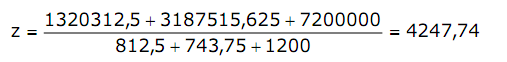 z = 1320312,5 + 3187515,625 + 7200000 / 812,5 + 743,75 + 1200 = 4247,74